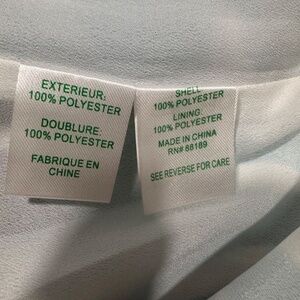 EXTERIEUR:
100% POLYESTER
DOUBLURE:
100% POLYESTER
FABRIQUE EN
CHINE
SHELL
100% POLYESTER
LINING:
100% POLYESTER
MADE IN CHINA
RN# 88189
SEE REVERSE FOR CARE